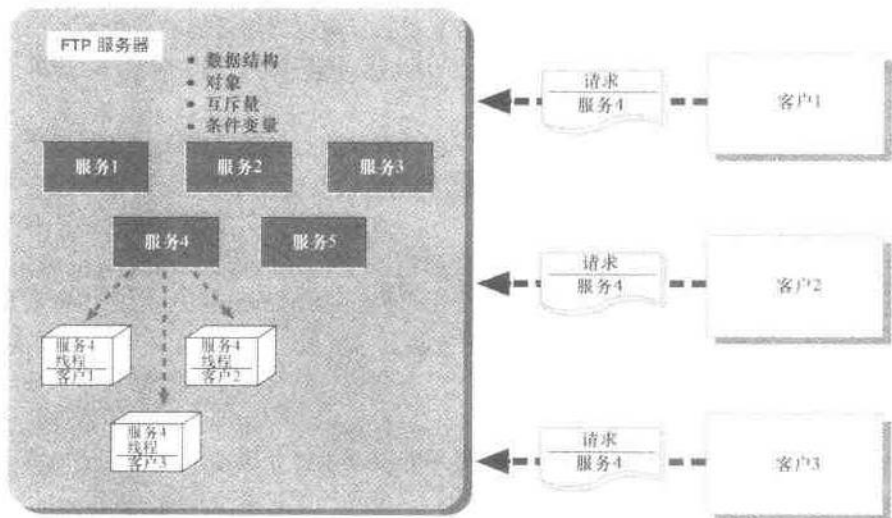 FTP 服务器
• 数据结构
• 对象
• 互斥量
• 条件变量
服务1
服务2
服务3
服务4
服务5
服务4
线程
客户1
服务4
线程
客户2
服务4
线程
客户3
请求
服务4
客户1
请求
服务4
客户2
请求
服务4
客户3